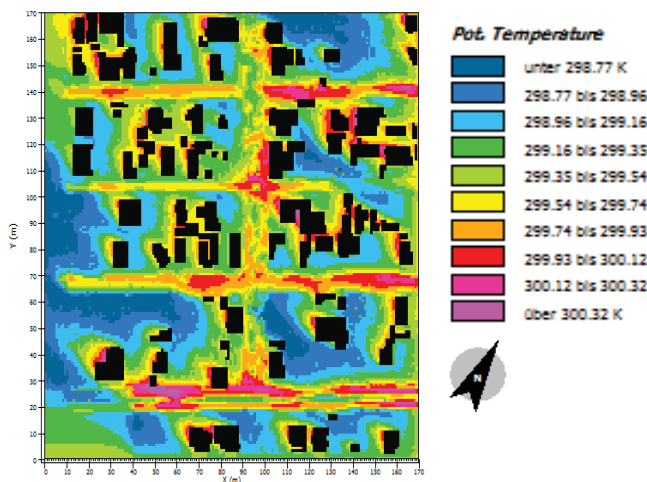 Pot. Temperature
unter 298.77 K
298.77 bis 298.96
298.96 bis 299.16
299.16 bis 299.35
299.35 bis 299.54
299.54 bis 299.74
299.74 bis 299.93
299.93 bis 300.12
300.12 bis 300.32
über 300.32 K
N
Y (m)
170
160
150
140
130
120
110
100
90
80
70
60
50
40
30
20
10
0
0 10 20 30 40 50 60 70 80 90 100 110 120 130 140 150 160 170
X (m)